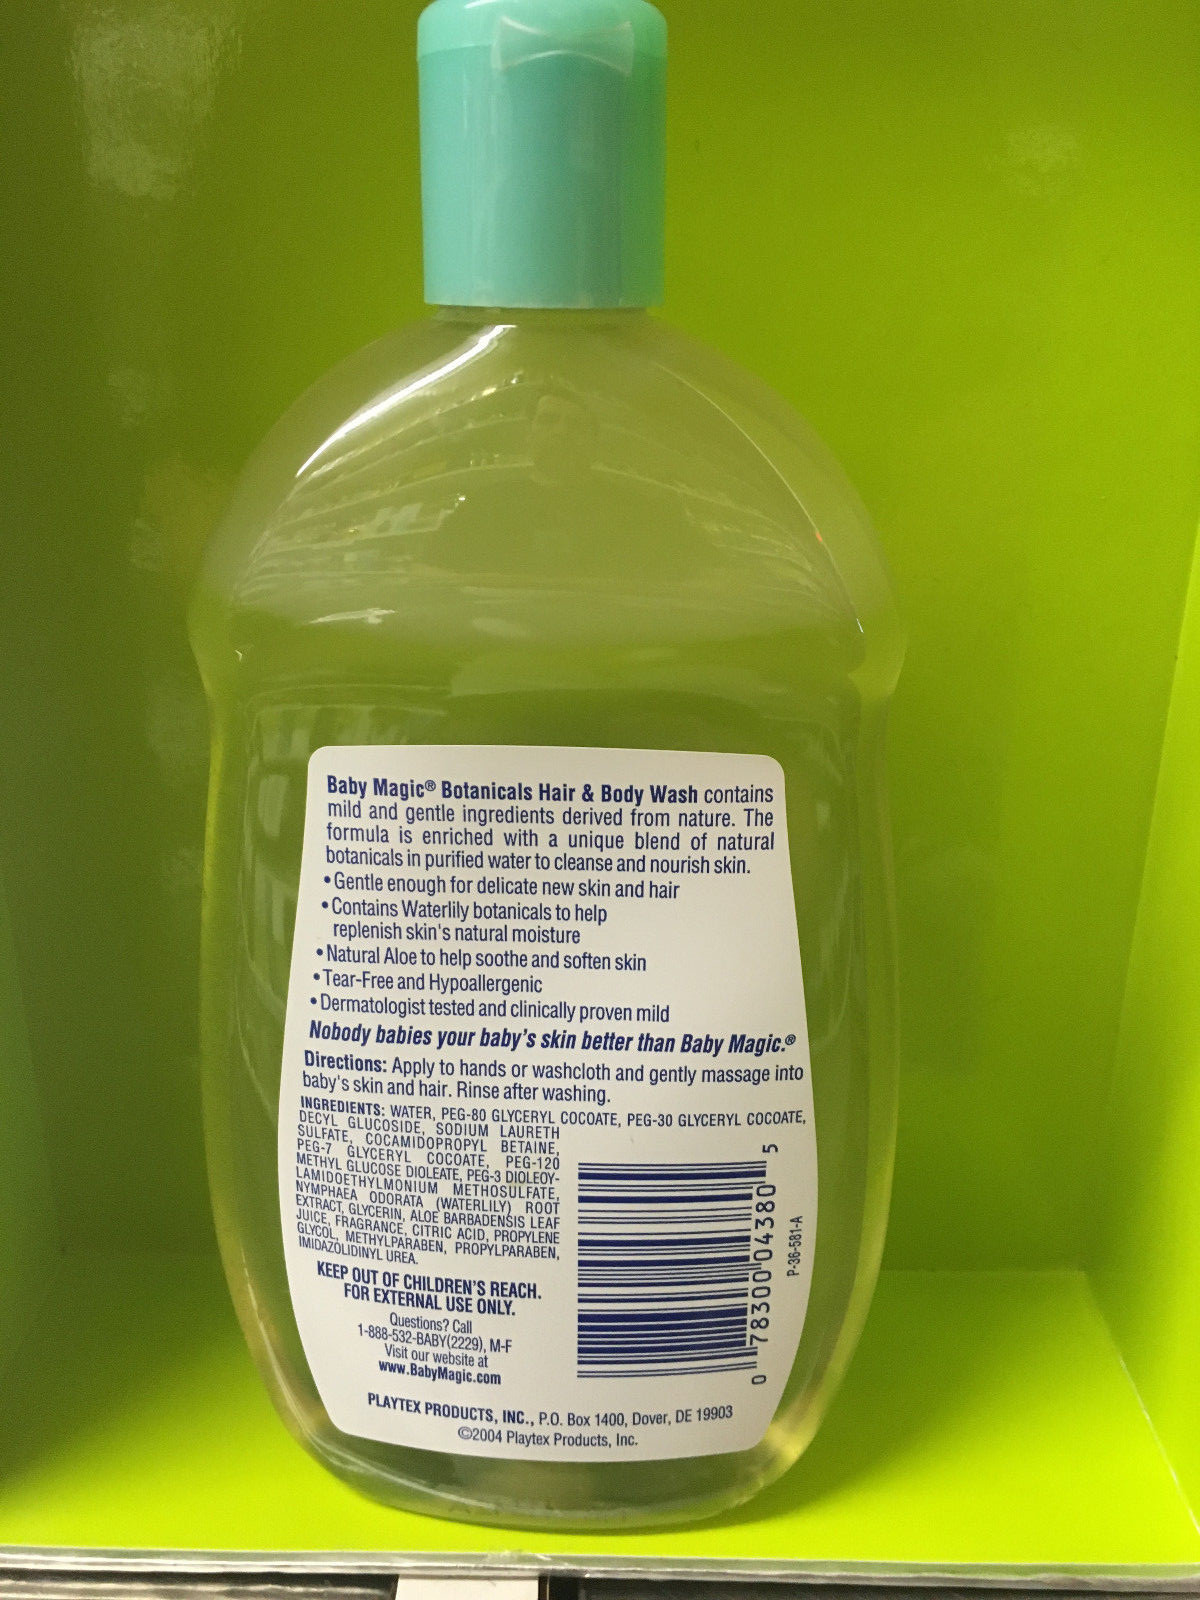 Baby Magic® Botanicals Hair & Body Wash contains
mild and gentle ingredients derived from nature. The
formula is enriched with a unique blend of natural
botanicals in purified water to cleanse and nourish skin.
• Gentle enough for delicate new skin and hair
• Contains Waterlily botanicals to help
replenish skin's natural moisture
• Natural Aloe to help soothe and soften skin
• Tear-Free and Hypoallergenic
• Dermatologist tested and clinically proven mild
Nobody babies your baby's skin better than Baby Magic.®
Directions: Apply to hands or washcloth and gently massage into
baby's skin and hair. Rinse after washing.
INGREDIENTS: WATER, PEG-80 GLYCERYL COCOATE, PEG-30 GLYCERYL COCOATE,
DECYL GLUCOSIDE, SODIUM LAURETH
SULFATE, COCAMIDOPROPYL BETAINE,
PEG-7 GLYCERYL COCOATE, PEG-120
METHYL GLUCOSE DIOLEATE, PEG-3 DIOLEOY-
LAMIDOETHYLMONIUM METHOSULFATE,
NYMPHAEA ODORATA (WATERLILY) ROOT
EXTRACT, GLYCERIN, ALOE BARBADENSIS LEAF
JUICE, FRAGRANCE, CITRIC ACID, PROPYLENE
GLYCOL, METHYLPARABEN, PROPYLPARABEN,
IMIDAZOLIDINYL UREA.
KEEP OUT OF CHILDREN'S REACH.
FOR EXTERNAL USE ONLY.
Questions? Call
1-888-532-BABY(2229), M-F
Visit our website at
www.BabyMagic.com
0 78300 04380 5
P-36-581-A
PLAYTEX PRODUCTS, INC., P.O. Box 1400, Dover, DE 19903
©2004 Playtex Products, Inc.